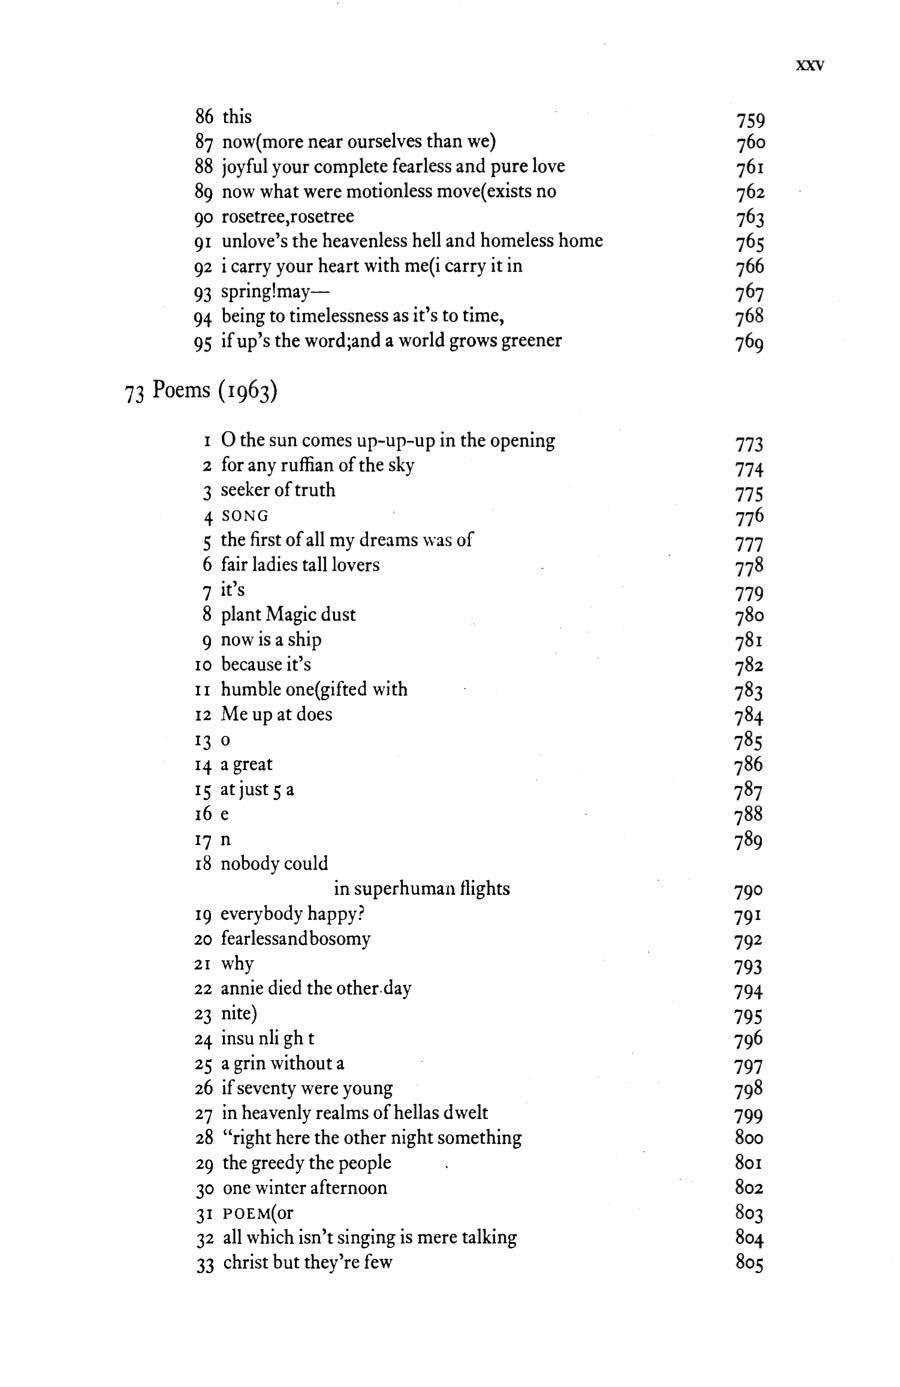 xxv
86 this 759
87 now(more near ourselves than we) 760
88 joyful your complete fearless and pure love 761
89 now what were motionless move(exists no 762
90 rosetree,rosetree 763
91 unlove's the heavenless hell and homeless home 765
92 i carry your heart with me(i carry it in 766
93 spring!may— 767
94 being to timelessness as it's to time, 768
95 if up's the word;and a world grows greener 769
73 Poems (1963)
1 O the sun comes up-up-up in the opening 773
2 for any ruffian of the sky 774
3 seeker of truth 775
4 SONG 776
5 the first of all my dreams was of 777
6 fair ladies tall lovers 778
7 it's 779
8 plant Magic dust 780
9 now is a ship 781
10 because it's 782
11 humble one(gifted with 783
12 Me up at does 784
13 o 785
14 a great 786
15 at just 5 a 787
16 e 788
17 n 789
18 nobody could
in superhuman flights 790
19 everybody happy? 791
20 fearlessandbosomy 792
21 why 793
22 annie died the other day 794
23 nite) 795
24 insu nli gh t 796
25 a grin without a 797
26 if seventy were young 798
27 in heavenly realms of hellas dwelt 799
28 "right here the other night something 800
29 the greedy the people 801
30 one winter afternoon 802
31 POEM(or 803
32 all which isn't singing is mere talking 804
33 christ but they're few 805